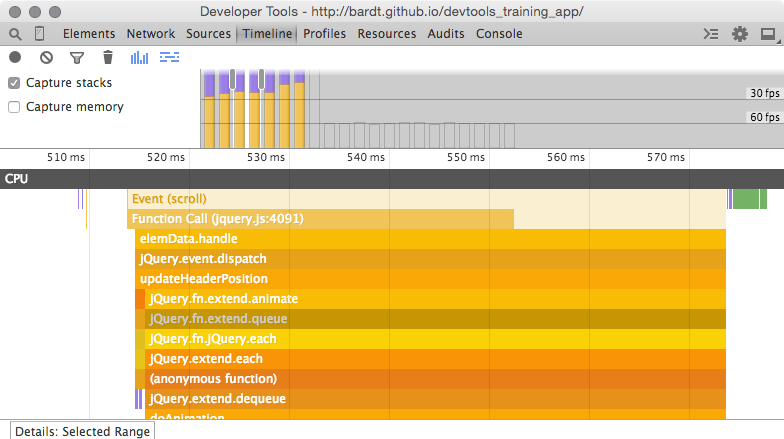 Developer Tools - http://bardt.github.io/devtools_training_app/
Elements Network Sources Timeline Profiles Resources Audits Console
Capture stacks
Capture memory
30 fps
60 fps
510 ms 520 ms 530 ms 540 ms 550 ms 560 ms 570 ms
CPU
Event (scroll)
Function Call (jquery.js:4091)
elemData.handle
jQuery.event.dispatch
updateHeaderPosition
jQuery.fn.extend.animate
jQuery.fn.extend.queue
jQuery.fn.jQuery.each
jQuery.extend.each
(anonymous function)
jQuery.extend.dequeue
doAnimation
Details: Selected Range